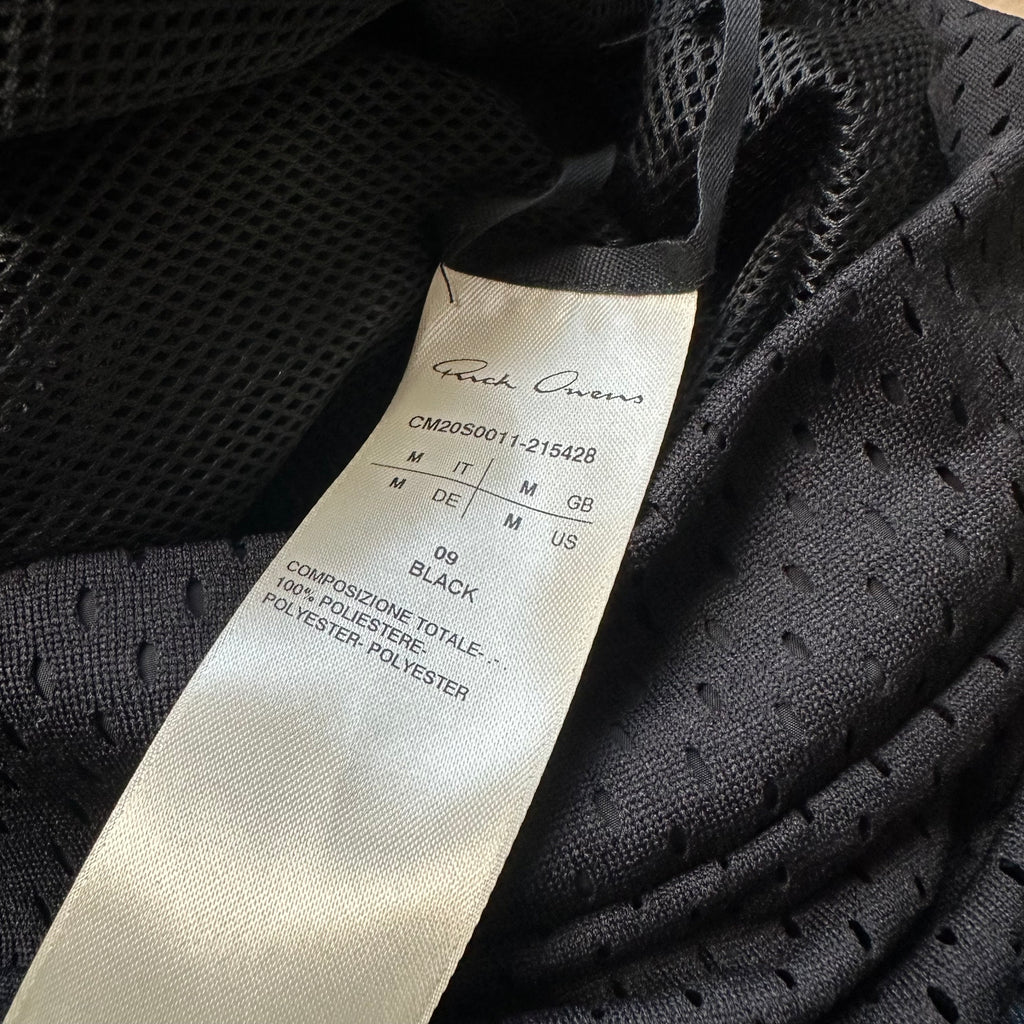 Rick Owens
CM20S0011-215428
M IT M GB
M DE M US
09
BLACK
COMPOSIZIONE TOTALE-.-.
100% POLIESTERE-
POLYESTER- POLYESTER